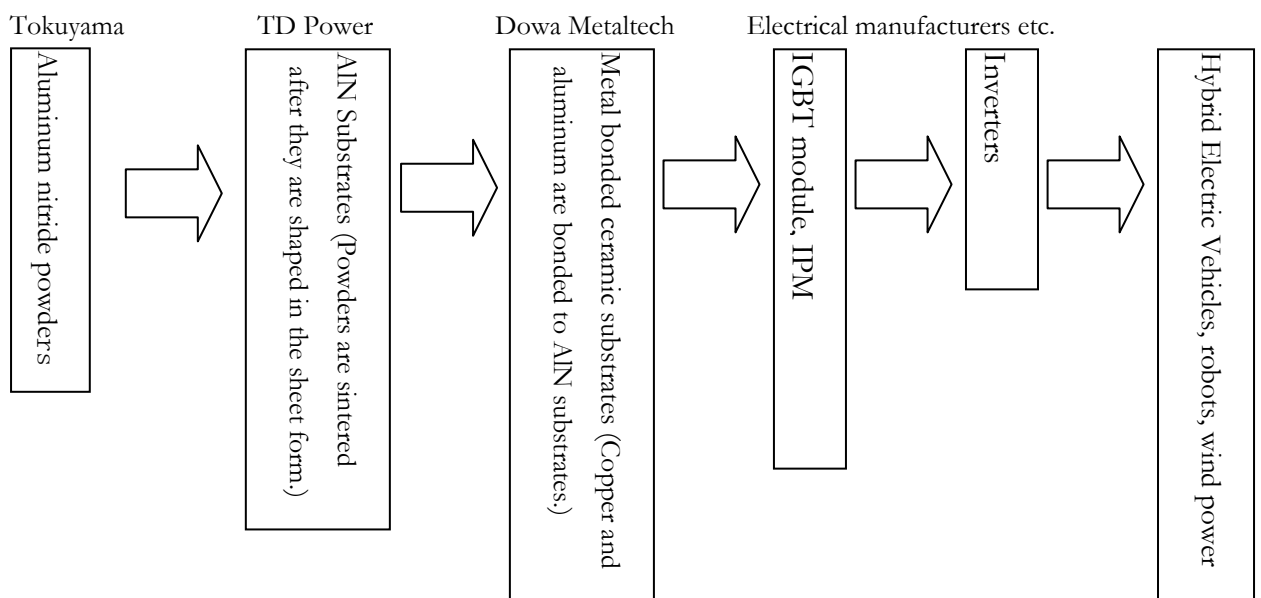 Tokuyama
TD Power
Dowa Metaltech
Electrical manufacturers etc.
Aluminum nitride powders
AlN Substrates (Powders are sintered
after they are shaped in the sheet form.)
Metal bonded ceramic substrates (Copper and
aluminum are bonded to AlN substrates.)
IGBT module, IPM
Inverters
Hybrid Electric Vehicles, robots, wind power